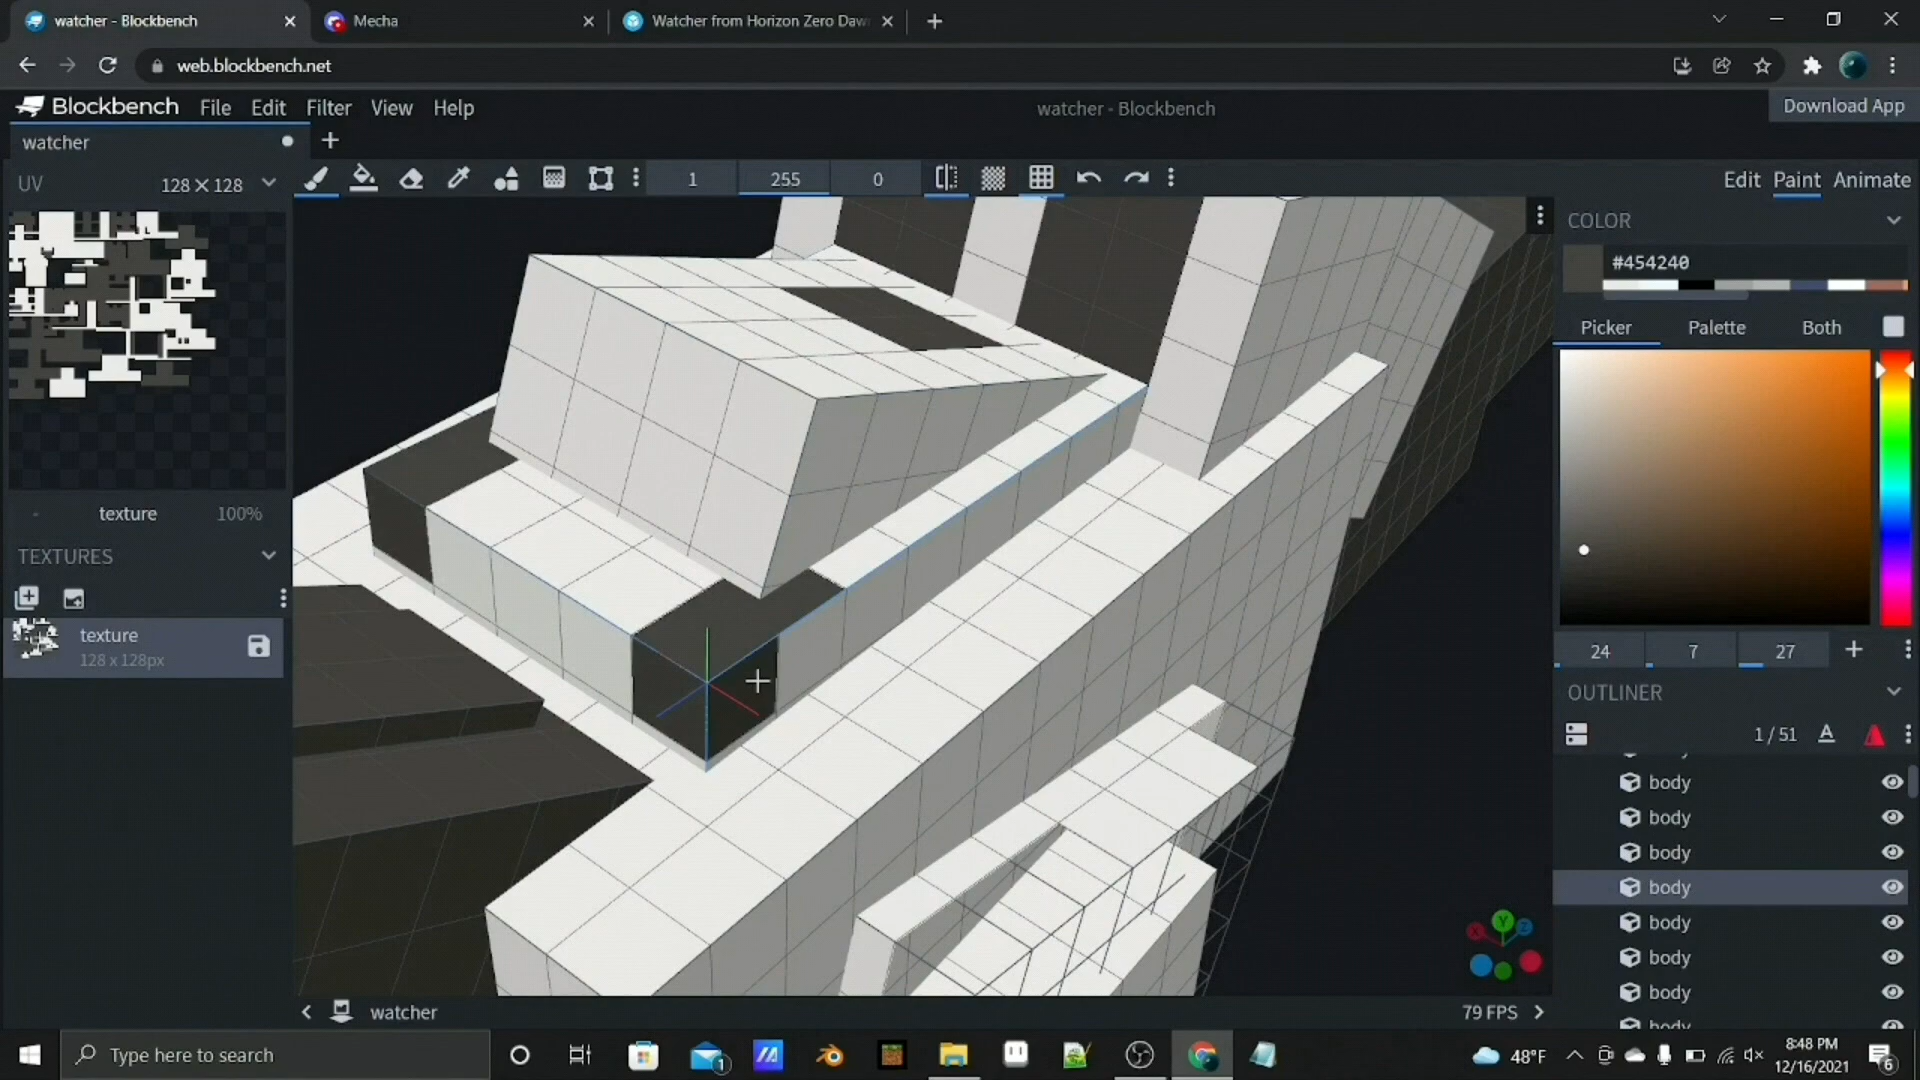 watcher - Blockbench
Mecha
Watcher from Horizon Zero Daw
web.blockbench.net
Blockbench File Edit Filter View Help
watcher - Blockbench
Download App
watcher
UV 128 × 128
1 255 0
Edit Paint Animate
COLOR
#454240
Picker Palette Both
texture 100%
TEXTURES
texture
128 x 128px
24 7 27
OUTLINER
1 / 51
body
body
body
body
body
body
body
body
watcher
79 FPS
Type here to search
1
48°F
8:48 PM
12/16/2021
6
Y
X
Z